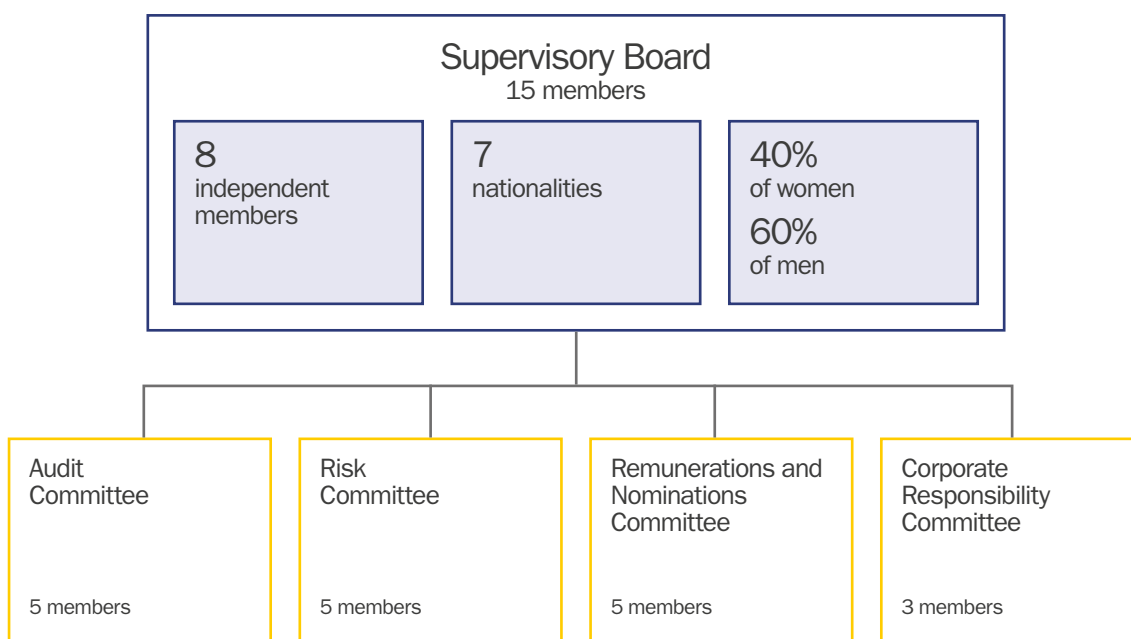 Supervisory Board
15 members
8
independent
members
7
nationalities
40%
of women
60%
of men
Audit
Committee
5 members
Risk
Committee
5 members
Remunerations and
Nominations
Committee
5 members
Corporate
Responsibility
Committee
3 members